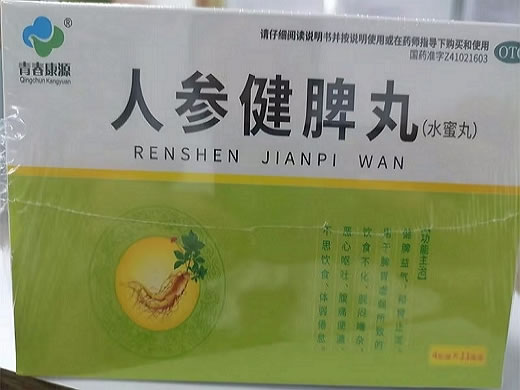 ®
青春康源
Qingchun Kangyuan
请仔细阅读说明书并按说明使用或在药师指导下购买和使用
国药准字Z41021603
OTC
人参健脾丸(水蜜丸)
RENSHEN JIANPI WAN
【功能主治】
健脾益气,和胃止泻。
用于脾胃虚弱所致的
饮食不化、脘闷嘈杂、
恶心呕吐、腹痛便溏、
不思饮食、体弱倦怠。